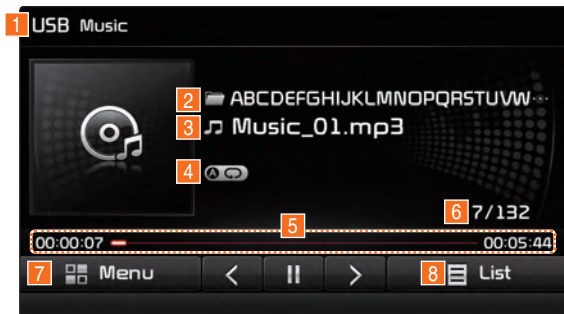 1 USB Music
2 ABCDEFGHIJKLMNOPQRSTUVW...
3 Music_01.mp3
4 A
6 7/132
5
00:00:07 00:05:44
7 Menu 8 List